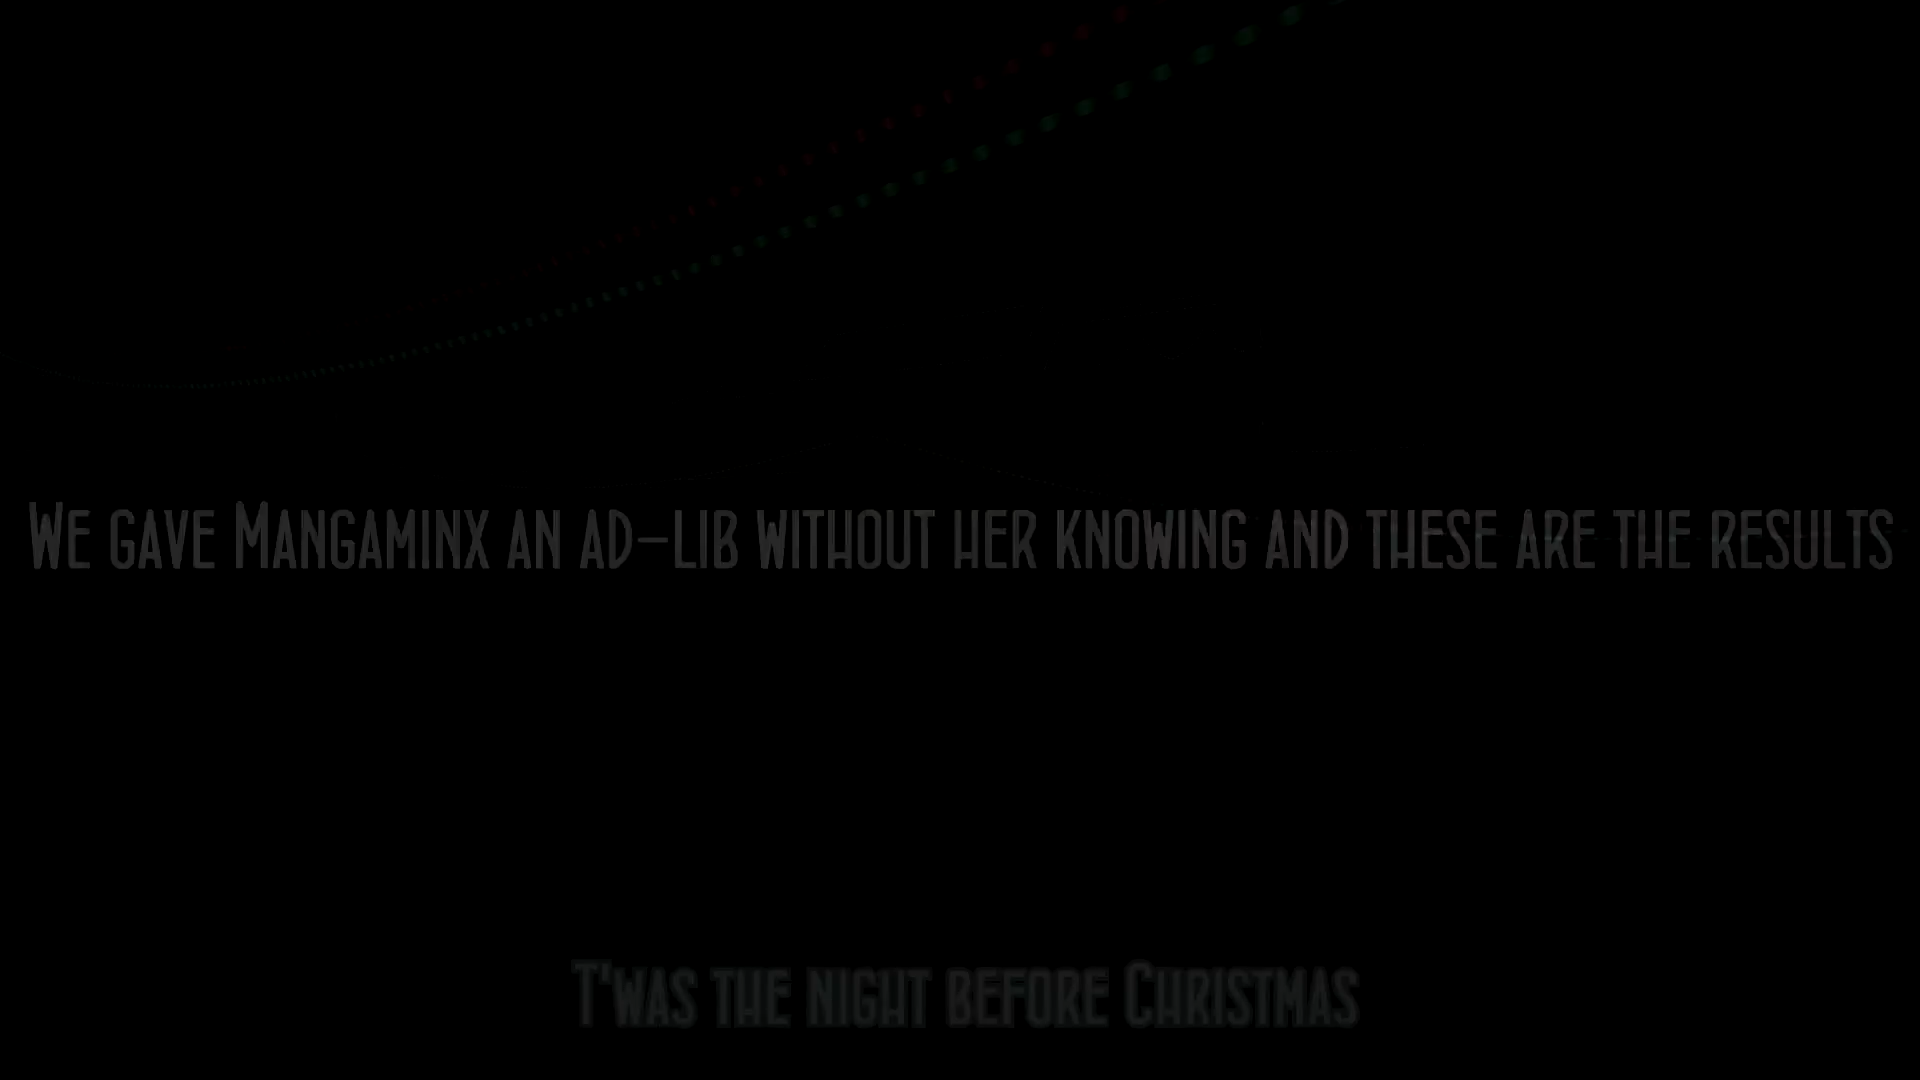 We gave Mangaminx an ad-lib without her knowing and these are the results
T'was the night before Christmas